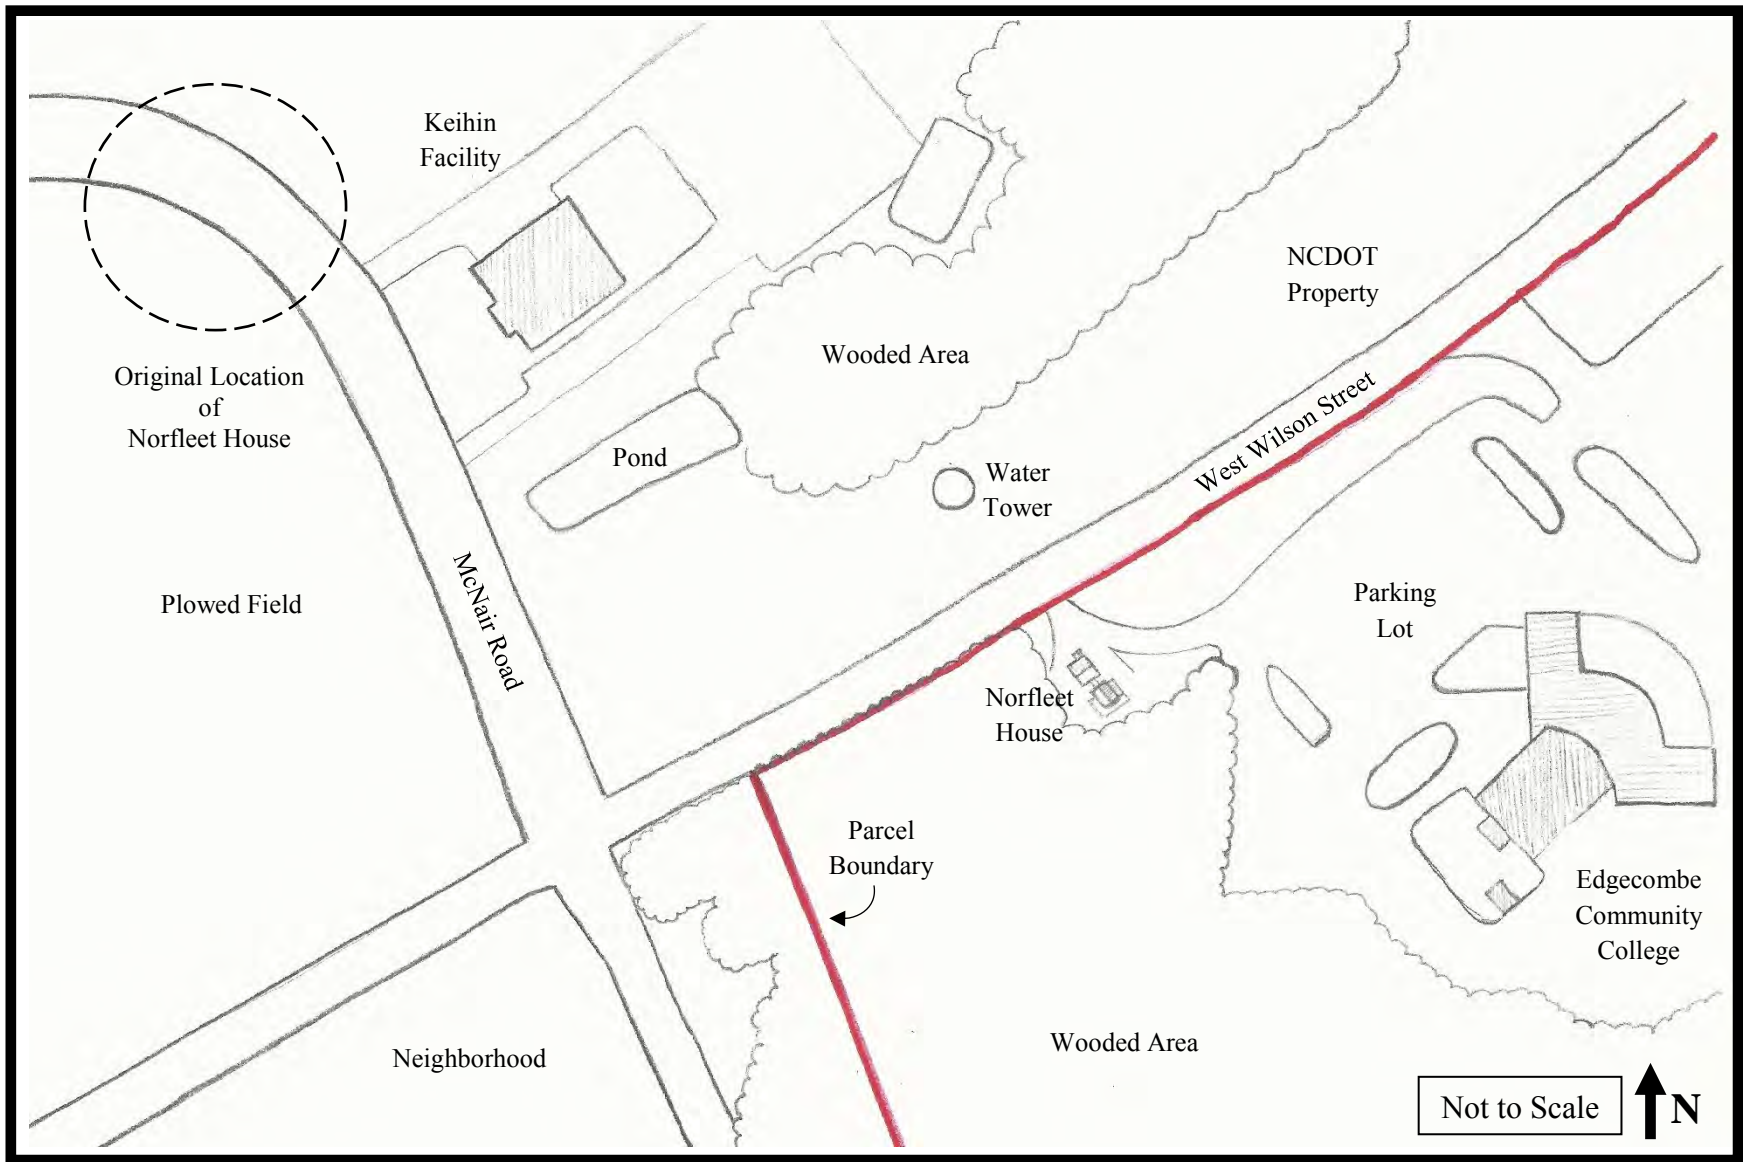 Keihin
Facility
NCDOT
Property
Original Location
of
Norfleet House
Wooded Area
West Wilson Street
Pond
Water
Tower
McNair Road
Plowed Field
Parking
Lot
Norfleet
House
Parcel
Boundary
Edgecombe
Community
College
Neighborhood
Wooded Area
Not to Scale
N